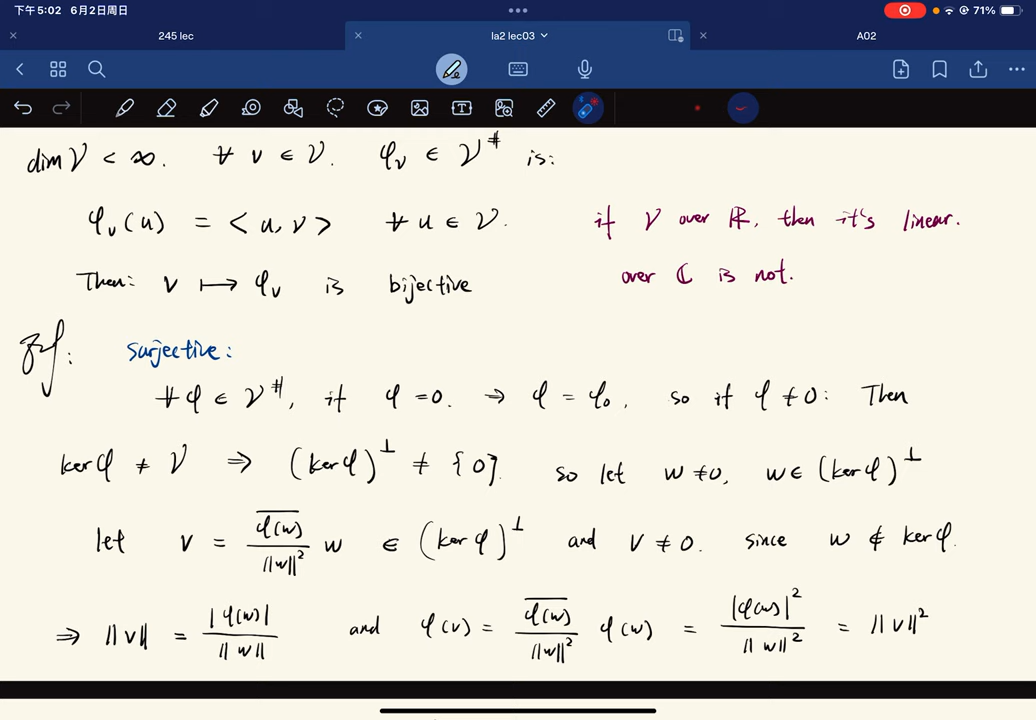 下午5:02 6月2日周日 71%
245 lec la2 lec03 A02
dim V < ∞. ∀ v ∈ V. φ_v ∈ V^# is:
φ_v(u) = <u, v> ∀ u ∈ V. if V over ℝ, then it's linear.
Then: v ↦ φ_v is bijective over ℂ is not.
Pf: surjective:
∀ φ ∈ V^#, if φ = 0. ⇒ φ = φ_0, so if φ ≠ 0: Then
ker φ ≠ V ⇒ (ker φ)^⊥ ≠ {0}. so let w ≠ 0, w ∈ (ker φ)^⊥
let v = \overline{φ(w)} / ||w||² w ∈ (ker φ)^⊥ and v ≠ 0. since w ∉ ker φ.
⇒ ||v|| = |φ(w)| / ||w|| and φ(v) = \overline{φ(w)} / ||w||² φ(w) = |φ(w)|² / ||w||² = ||v||²